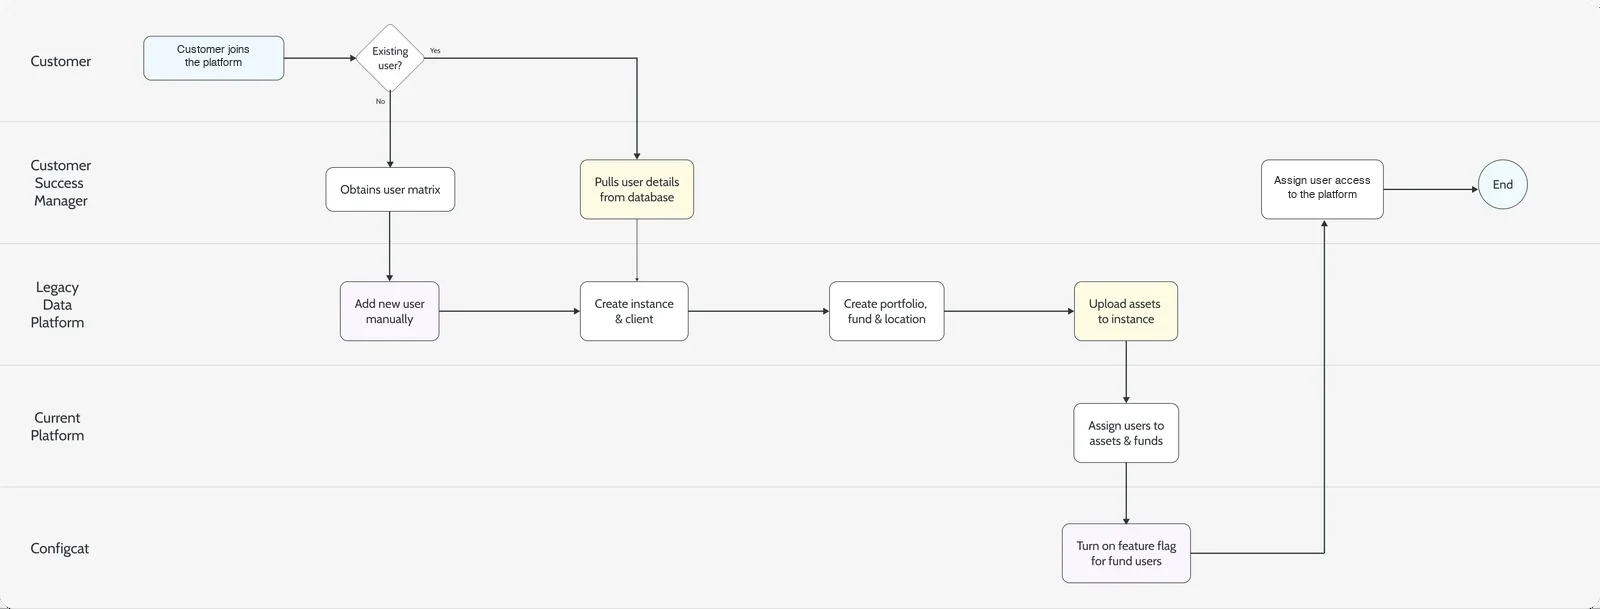 Customer
Customer joins
the platform
Existing
user?
Yes
No
Customer
Success
Manager
Obtains user matrix
Pulls user details
from database
Assign user access
to the platform
End
Legacy
Data
Platform
Add new user
manually
Create instance
& client
Create portfolio,
fund & location
Upload assets
to instance
Current
Platform
Assign users to
assets & funds
Configcat
Turn on feature flag
for fund users